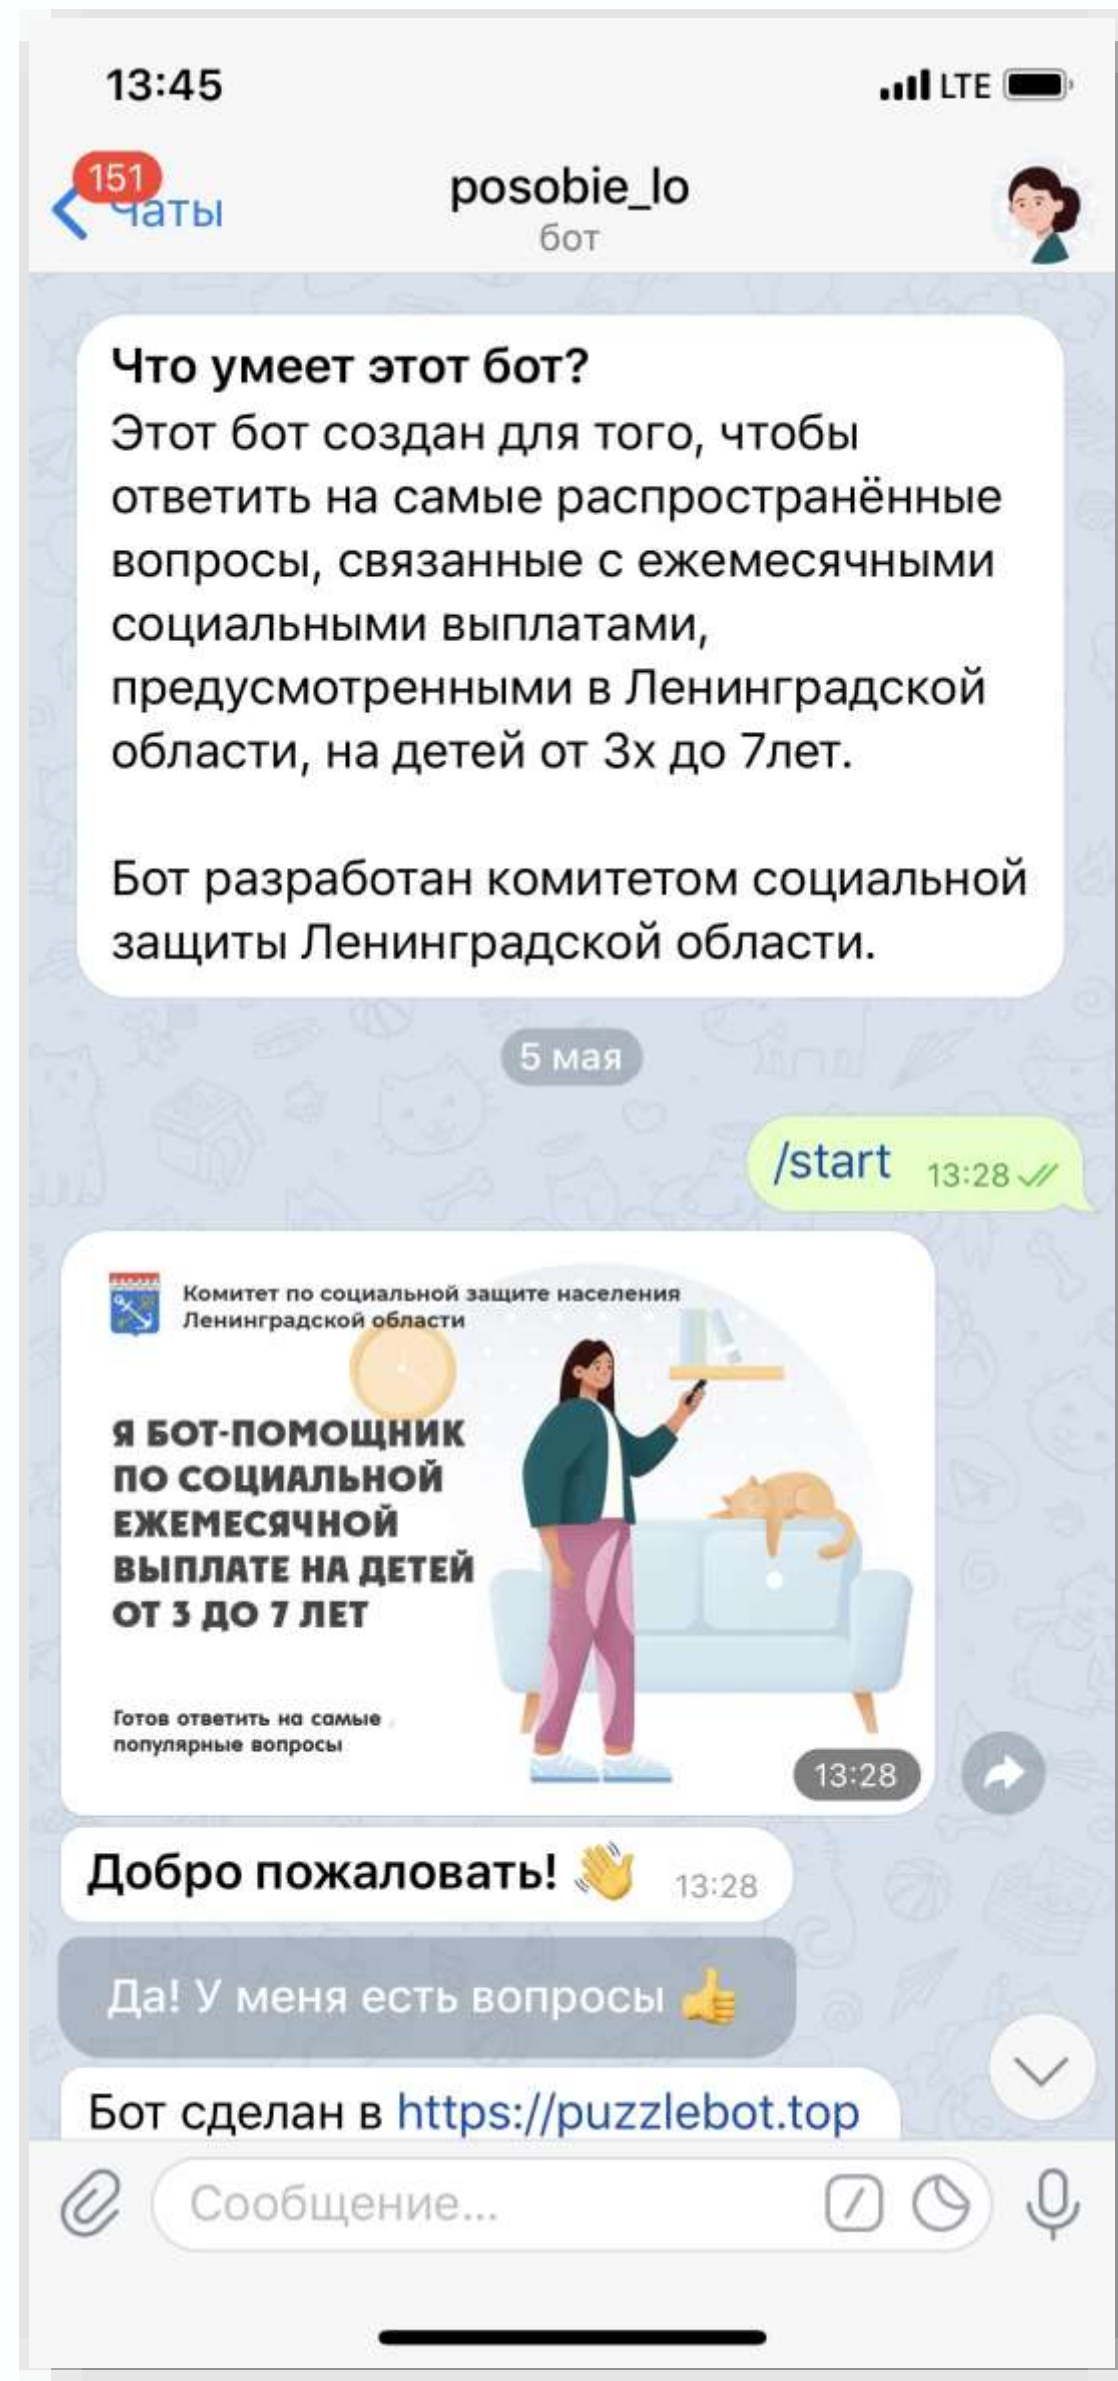 13:45
LTE
151
Чаты
posobie_lo
бот
Что умеет этот бот?
Этот бот создан для того, чтобы
ответить на самые распространённые
вопросы, связанные с ежемесячными
социальными выплатами,
предусмотренными в Ленинградской
области, на детей от 3х до 7лет.
Бот разработан комитетом социальной
защиты Ленинградской области.
5 мая
/start 13:28
Комитет по социальной защите населения
Ленинградской области
Я БОТ-ПОМОЩНИК
ПО СОЦИАЛЬНОЙ
ЕЖЕМЕСЯЧНОЙ
ВЫПЛАТЕ НА ДЕТЕЙ
ОТ 3 ДО 7 ЛЕТ
Готов ответить на самые
популярные вопросы
13:28
Добро пожаловать! 👋 13:28
Да! У меня есть вопросы 👍
Бот сделан в https://puzzlebot.top
Сообщение...